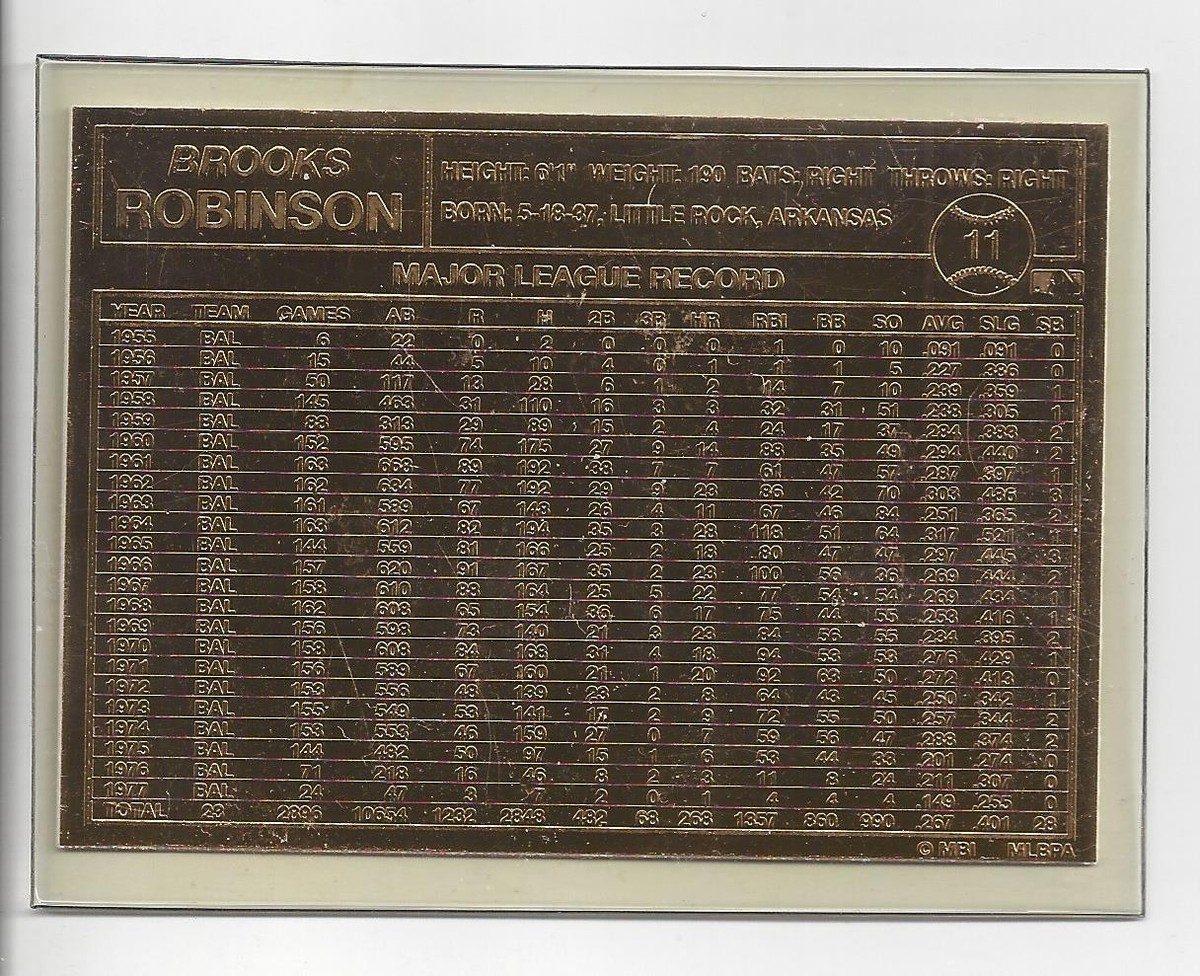 BROOKS
ROBINSON
HEIGHT: 6'1" WEIGHT: 190 BATS: RIGHT THROWS: RIGHT
BORN: 5-18-37, LITTLE ROCK, ARKANSAS
11
MAJOR LEAGUE RECORD
YEAR TEAM GAMES AB R H 2B 3B HR RBI BB SO AVG SLG SB
1955 BAL 6 22 0 2 0 0 0 1 0 10 .091 .091 0
1956 BAL 15 44 5 10 4 0 1 1 1 5 .227 .386 0
1957 BAL 50 117 13 28 6 1 2 14 7 10 .239 .359 1
1958 BAL 145 463 31 110 16 3 3 32 31 51 .238 .305 1
1959 BAL 88 313 29 89 15 2 4 24 17 37 .284 .383 2
1960 BAL 152 595 74 175 27 9 14 88 35 49 .294 .440 2
1961 BAL 163 668 89 192 38 7 7 61 47 57 .287 .397 1
1962 BAL 162 634 77 192 29 9 23 86 42 70 .303 .486 3
1963 BAL 161 589 67 148 26 4 11 67 46 84 .251 .365 2
1964 BAL 163 612 82 194 35 3 28 118 51 64 .317 .521 1
1965 BAL 144 559 81 166 25 2 18 80 47 47 .297 .445 3
1966 BAL 157 620 91 167 35 2 23 100 56 36 .269 .444 2
1967 BAL 158 610 88 164 25 5 22 77 54 54 .269 .434 1
1968 BAL 162 608 65 154 36 6 17 75 44 55 .253 .416 1
1969 BAL 156 598 73 140 21 3 23 84 56 55 .234 .395 2
1970 BAL 158 608 84 168 31 4 18 94 53 53 .276 .429 1
1971 BAL 156 589 67 160 21 1 20 92 63 50 .272 .413 0
1972 BAL 153 556 48 139 23 2 8 64 43 45 .250 .342 1
1973 BAL 155 549 53 141 17 2 9 72 55 50 .257 .344 2
1974 BAL 153 553 46 159 27 0 7 59 56 47 .288 .374 2
1975 BAL 144 482 50 97 15 1 6 53 44 33 .201 .274 0
1976 BAL 71 218 16 46 8 2 3 11 8 24 .211 .307 0
1977 BAL 24 47 3 7 2 0 1 4 4 4 .149 .255 0
TOTAL 23 2896 10654 1232 2848 482 68 268 1357 860 990 .267 .401 28
© MBI MLBPA